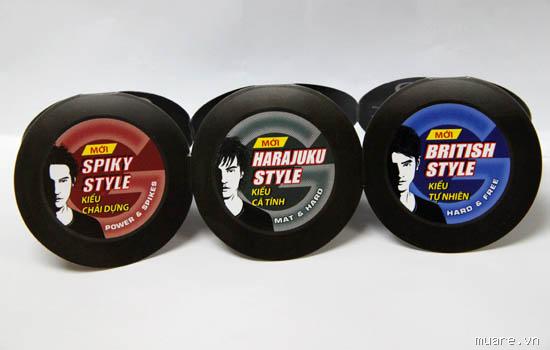 MỚI
SPIKY
STYLE
KIỂU
CHẢI DỰNG
POWER & SPIKES
MỚI
HARAJUKU
STYLE
KIỂU
CÁ TÍNH
MAT & HARD
MỚI
BRITISH
STYLE
KIỂU
TỰ NHIÊN
HARD & FREE
muare.vn